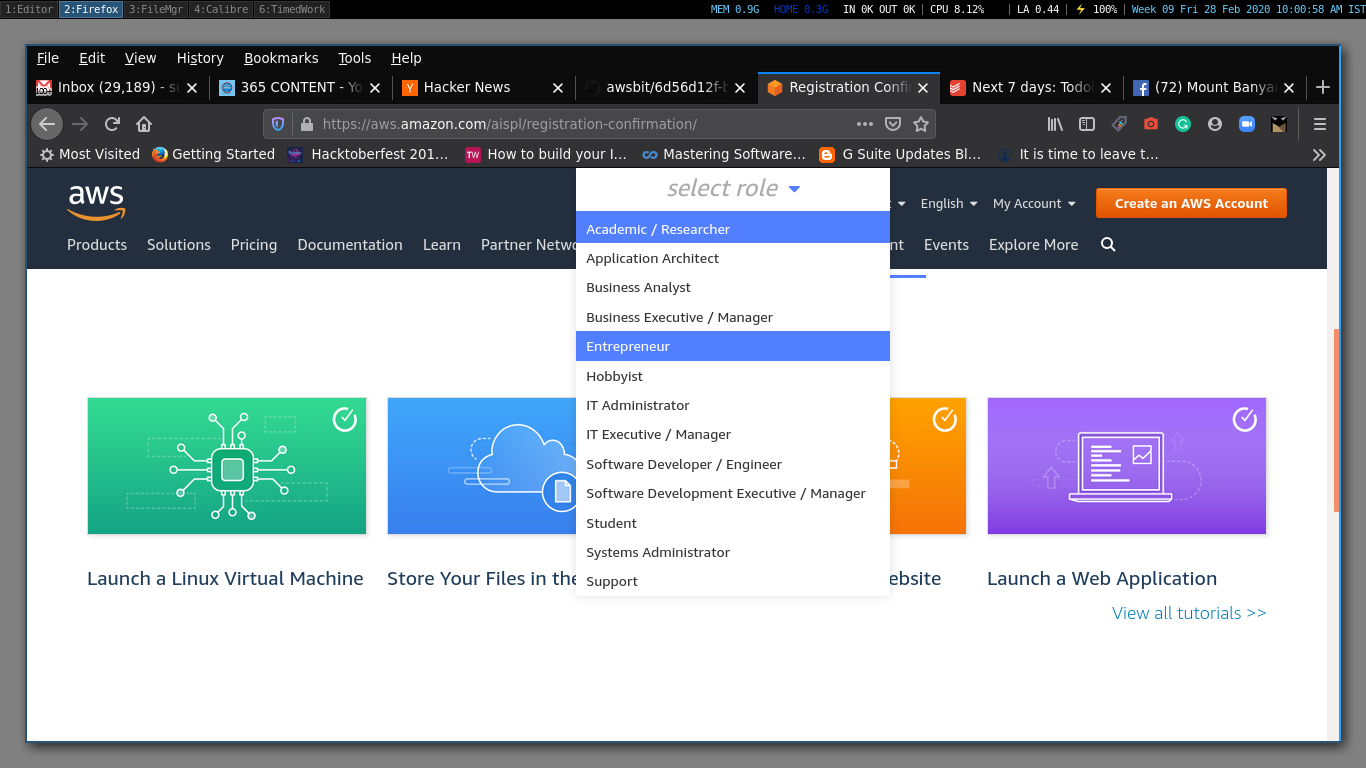 1:Editor 2:Firefox 3:FileMgr 4:Calibre 6:TimedWork MEM 0.9G HOME 0.3G IN 0K OUT 0K CPU 8.12% LA 0.44 100% Week 09 Fri 28 Feb 2020 10:00:58 AM IST
File Edit View History Bookmarks Tools Help
Inbox (29,189) - su 365 CONTENT - Yo Hacker News awsbit/6d56d12f-b Registration Confir Next 7 days: Todoi (72) Mount Banyan
https://aws.amazon.com/aispl/registration-confirmation/
Most Visited Getting Started Hacktoberfest 201... How to build your I... Mastering Software... G Suite Updates Bl... It is time to leave t...
aws
select role
English My Account Create an AWS Account
Products Solutions Pricing Documentation Learn Partner Netwo nt Events Explore More
Academic / Researcher
Application Architect
Business Analyst
Business Executive / Manager
Entrepreneur
Hobbyist
IT Administrator
IT Executive / Manager
Software Developer / Engineer
Software Development Executive / Manager
Student
Systems Administrator
Support
Launch a Linux Virtual Machine Store Your Files in the ebsite Launch a Web Application
View all tutorials >>